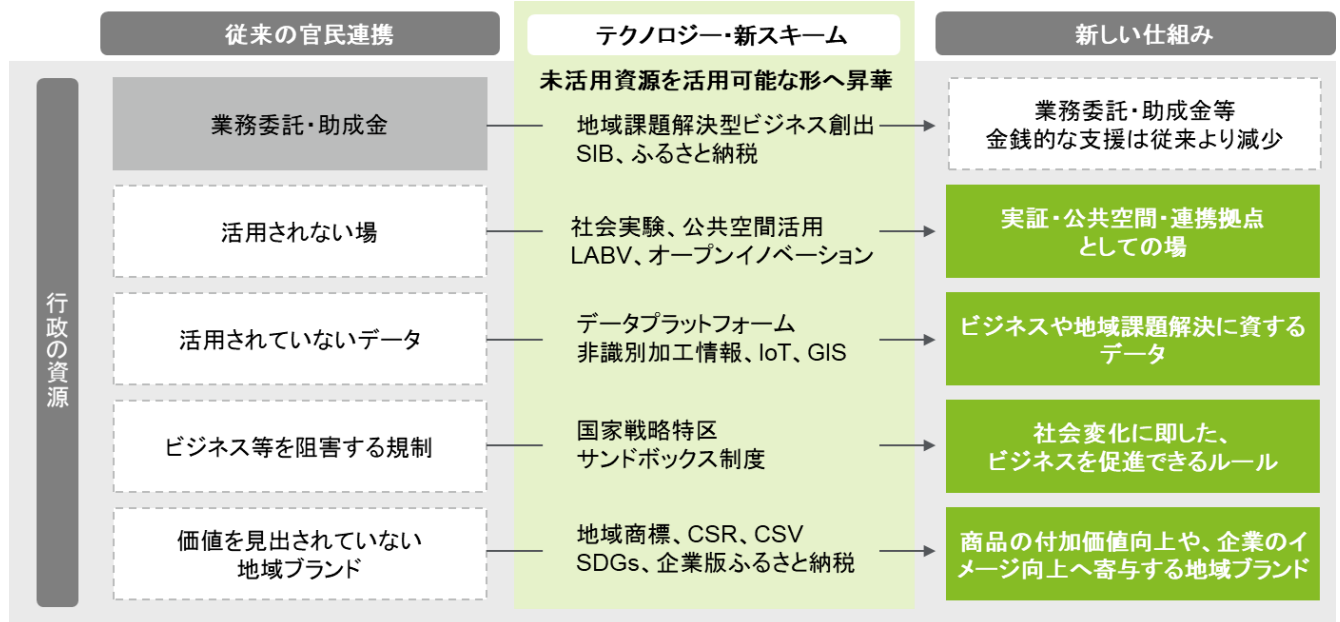 従来の官民連携
テクノロジー・新スキーム
新しい仕組み
行政の資源
未活用資源を活用可能な形へ昇華
業務委託・助成金
地域課題解決型ビジネス創出
SIB、ふるさと納税
業務委託・助成金等
金銭的な支援は従来より減少
活用されない場
社会実験、公共空間活用
LABV、オープンイノベーション
実証・公共空間・連携拠点
としての場
活用されていないデータ
データプラットフォーム
非識別加工情報、IoT、GIS
ビジネスや地域課題解決に資する
データ
ビジネス等を阻害する規制
国家戦略特区
サンドボックス制度
社会変化に即した、
ビジネスを促進できるルール
価値を見出されていない
地域ブランド
地域商標、CSR、CSV
SDGs、企業版ふるさと納税
商品の付加価値向上や、企業のイ
メージ向上へ寄与する地域ブランド